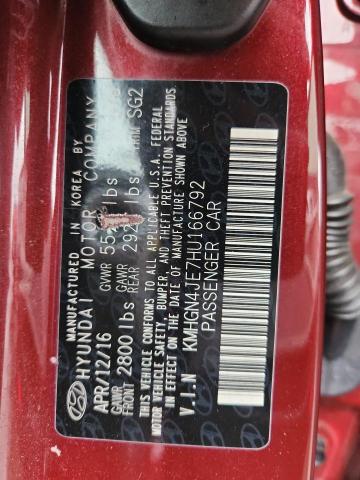 MANUFACTURED IN KOREA BY
HYUNDAI MOTOR COMPANY
APR/12/16 GVWR lbs
GAWR FRONT 2800 lbs GAWR REAR lbs TRIM SG2
THIS VEHICLE CONFORMS TO ALL APPLICABLE U.S.A. FEDERAL
MOTOR VEHICLE SAFETY, BUMPER, AND THEFT PREVENTION STANDARDS
IN EFFECT ON THE DATE OF MANUFACTURE SHOWN ABOVE
V.I.N KMHGN4JE7HU166792
PASSENGER CAR